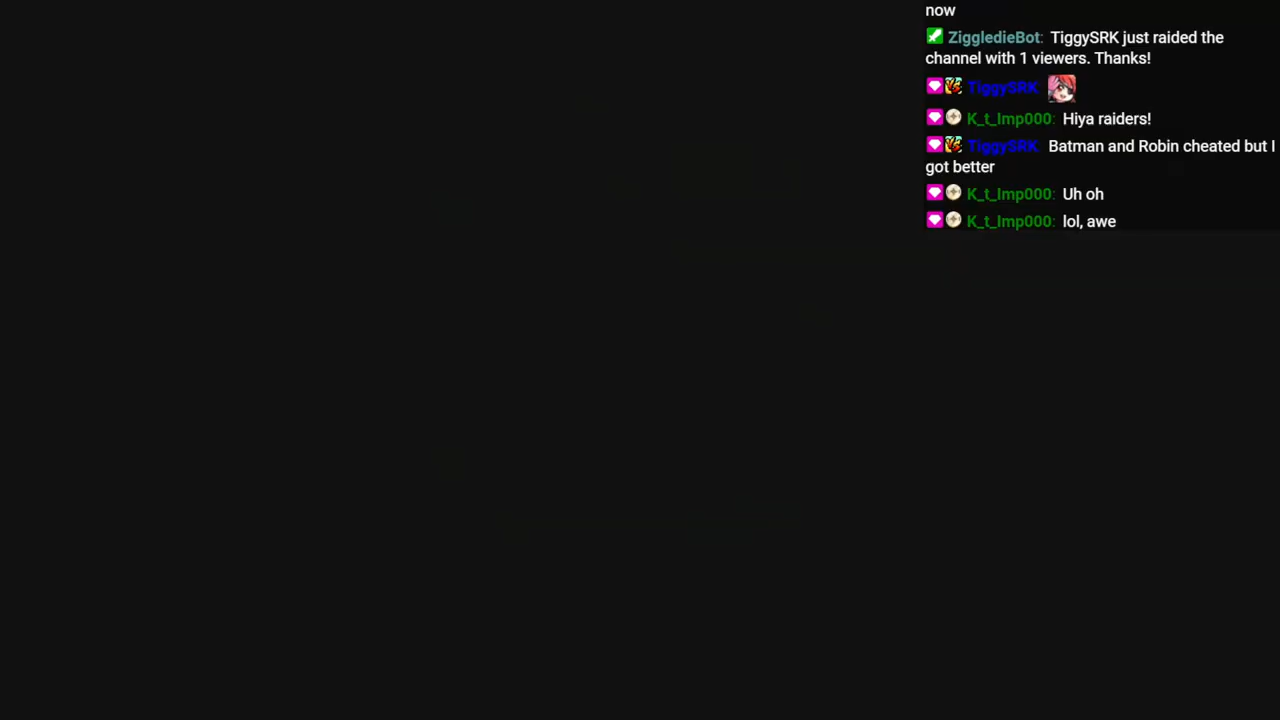 now
ZiggledieBot: TiggySRK just raided the
channel with 1 viewers. Thanks!
TiggySRK:
K_t_Imp000: Hiya raiders!
TiggySRK: Batman and Robin cheated but I
got better
K_t_Imp000: Uh oh
K_t_Imp000: lol, awe